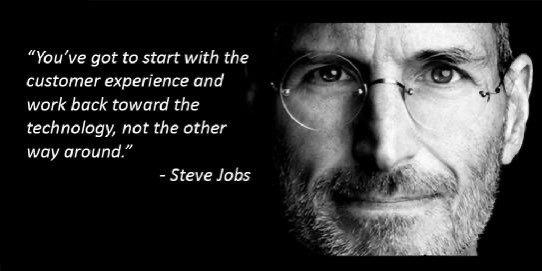 “You’ve got to start with the
customer experience and
work back toward the
technology, not the other
way around.”
- Steve Jobs